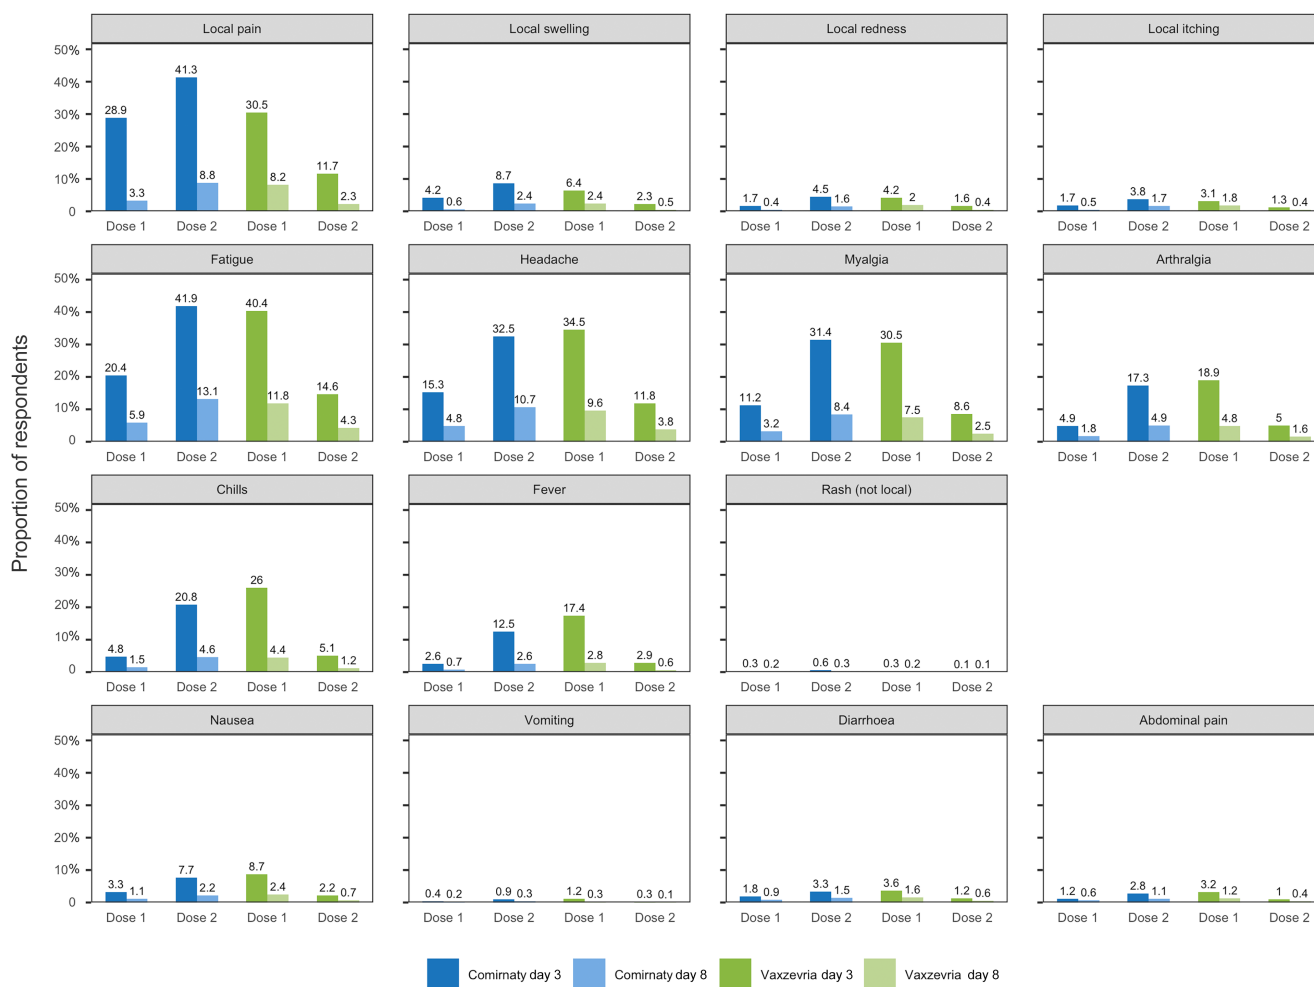 Proportion of respondents
Local pain Local swelling Local redness Local itching
50%
40%
30%
20%
10%
0
28.9 3.3 41.3 8.8 30.5 8.2 11.7 2.3
4.2 0.6 8.7 2.4 6.4 2.4 2.3 0.5
1.7 0.4 4.5 1.6 4.2 2 1.6 0.4
1.7 0.5 3.8 1.7 3.1 1.8 1.3 0.4
Dose 1 Dose 2 Dose 1 Dose 2 Dose 1 Dose 2 Dose 1 Dose 2 Dose 1 Dose 2 Dose 1 Dose 2 Dose 1 Dose 2 Dose 1 Dose 2
Fatigue Headache Myalgia Arthralgia
50%
40%
30%
20%
10%
0
20.4 5.9 41.9 13.1 40.4 11.8 14.6 4.3
15.3 4.8 32.5 10.7 34.5 9.6 11.8 3.8
11.2 3.2 31.4 8.4 30.5 7.5 8.6 2.5
4.9 1.8 17.3 4.9 18.9 4.8 5 1.6
Dose 1 Dose 2 Dose 1 Dose 2 Dose 1 Dose 2 Dose 1 Dose 2 Dose 1 Dose 2 Dose 1 Dose 2 Dose 1 Dose 2 Dose 1 Dose 2
Chills Fever Rash (not local)
50%
40%
30%
20%
10%
0
4.8 1.5 20.8 4.6 26 4.4 5.1 1.2
2.6 0.7 12.5 2.6 17.4 2.8 2.9 0.6
0.3 0.2 0.6 0.3 0.3 0.2 0.1 0.1
Dose 1 Dose 2 Dose 1 Dose 2 Dose 1 Dose 2 Dose 1 Dose 2 Dose 1 Dose 2 Dose 1 Dose 2
Nausea Vomiting Diarrhoea Abdominal pain
50%
40%
30%
20%
10%
0
3.3 1.1 7.7 2.2 8.7 2.4 2.2 0.7
0.4 0.2 0.9 0.3 1.2 0.3 0.3 0.1
1.8 0.9 3.3 1.5 3.6 1.6 1.2 0.6
1.2 0.6 2.8 1.1 3.2 1.2 1 0.4
Dose 1 Dose 2 Dose 1 Dose 2 Dose 1 Dose 2 Dose 1 Dose 2 Dose 1 Dose 2 Dose 1 Dose 2 Dose 1 Dose 2 Dose 1 Dose 2
Comirnaty day 3 Comirnaty day 8 Vaxzevria day 3 Vaxzevria day 8